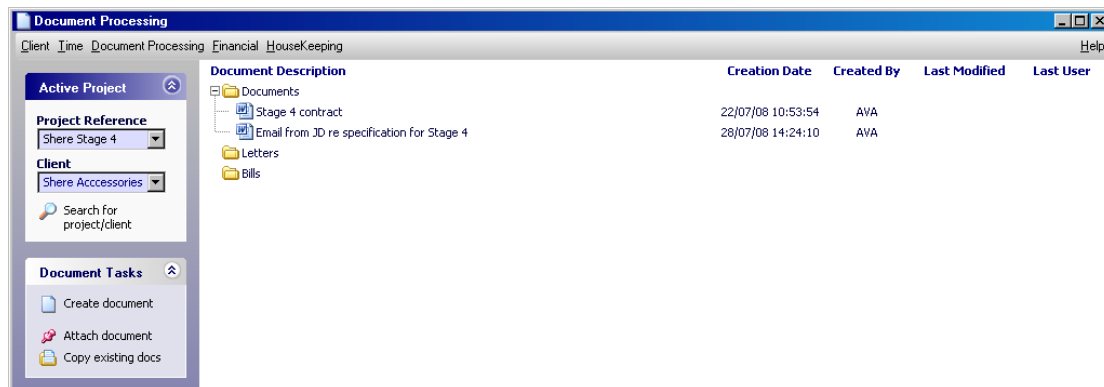 Document Processing
Client Time Document Processing Financial HouseKeeping Help
Active Project
Project Reference
Shere Stage 4
Client
Shere Acccessories
Search for
project/client
Document Tasks
Create document
Attach document
Copy existing docs
Document Description Creation Date Created By Last Modified Last User
Documents
Stage 4 contract 22/07/08 10:53:54 AVA
Email from JD re specification for Stage 4 28/07/08 14:24:10 AVA
Letters
Bills